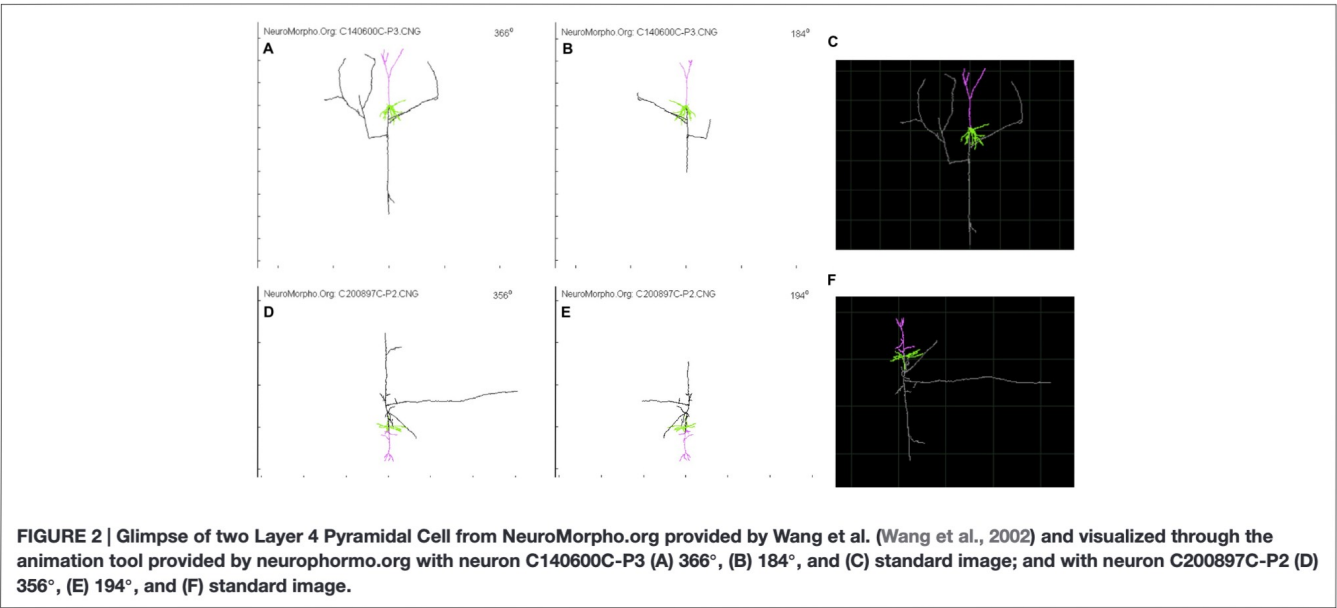 NeuroMorpho.Org: C140600C-P3.CNG 366°
A
NeuroMorpho.Org: C140600C-P3.CNG 184°
B
C
NeuroMorpho.Org: C200897C-P2.CNG 356°
D
NeuroMorpho.Org: C200897C-P2.CNG 194°
E
F
FIGURE 2 | Glimpse of two Layer 4 Pyramidal Cell from NeuroMorpho.org provided by Wang et al. (Wang et al., 2002) and visualized through the
animation tool provided by neurophormo.org with neuron C140600C-P3 (A) 366°, (B) 184°, and (C) standard image; and with neuron C200897C-P2 (D)
356°, (E) 194°, and (F) standard image.